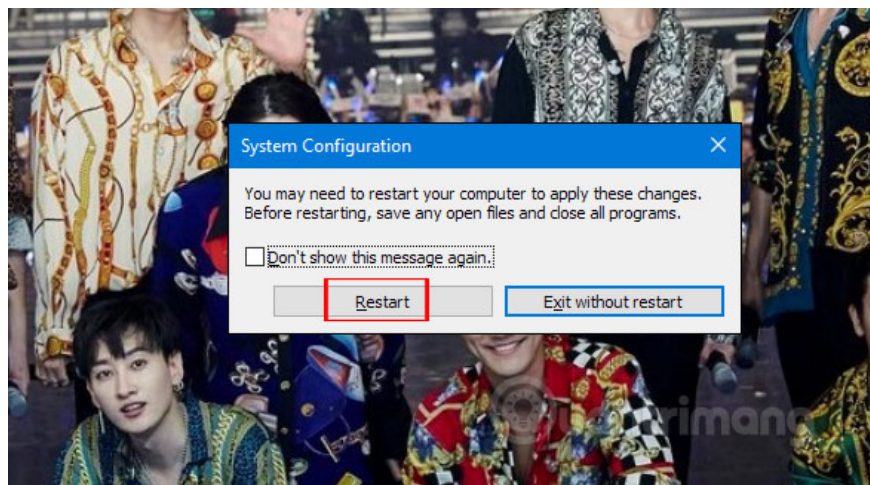 System Configuration
You may need to restart your computer to apply these changes.
Before restarting, save any open files and close all programs.
Don't show this message again.
Restart
Exit without restart